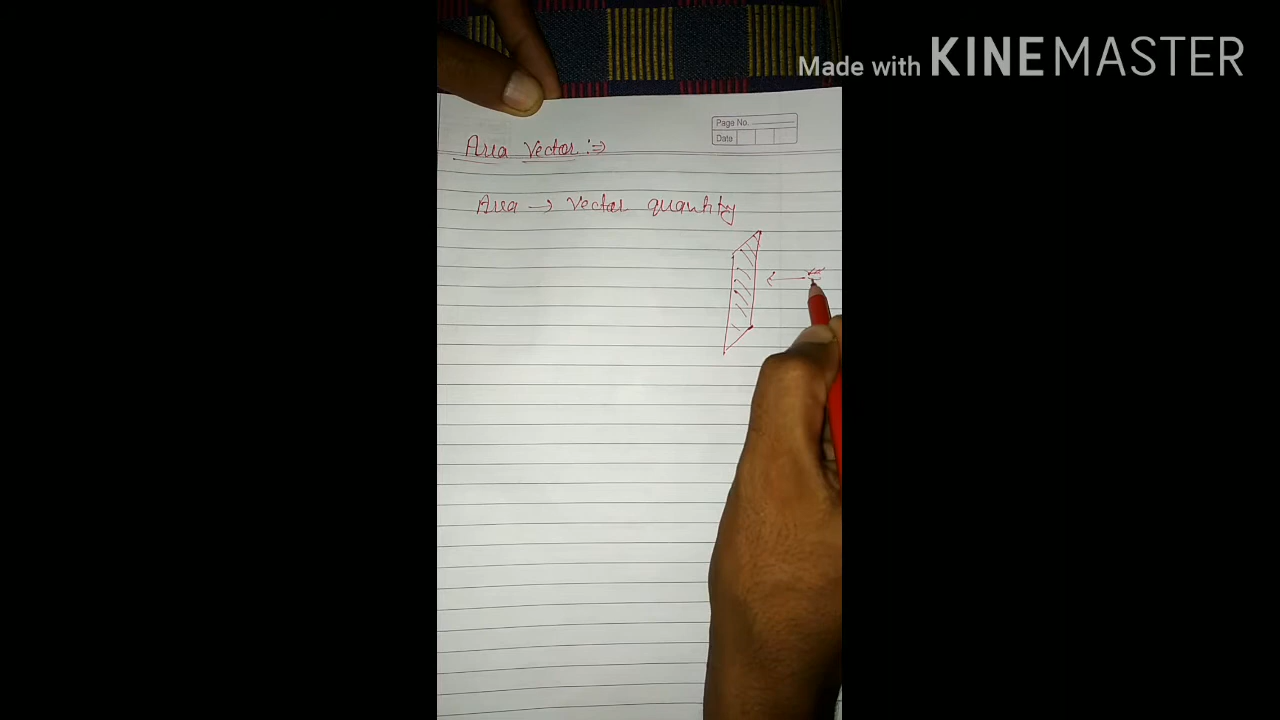 Made with KINEMASTER
Page No.
Date
Area Vector :⇒
Area → Vector quantity